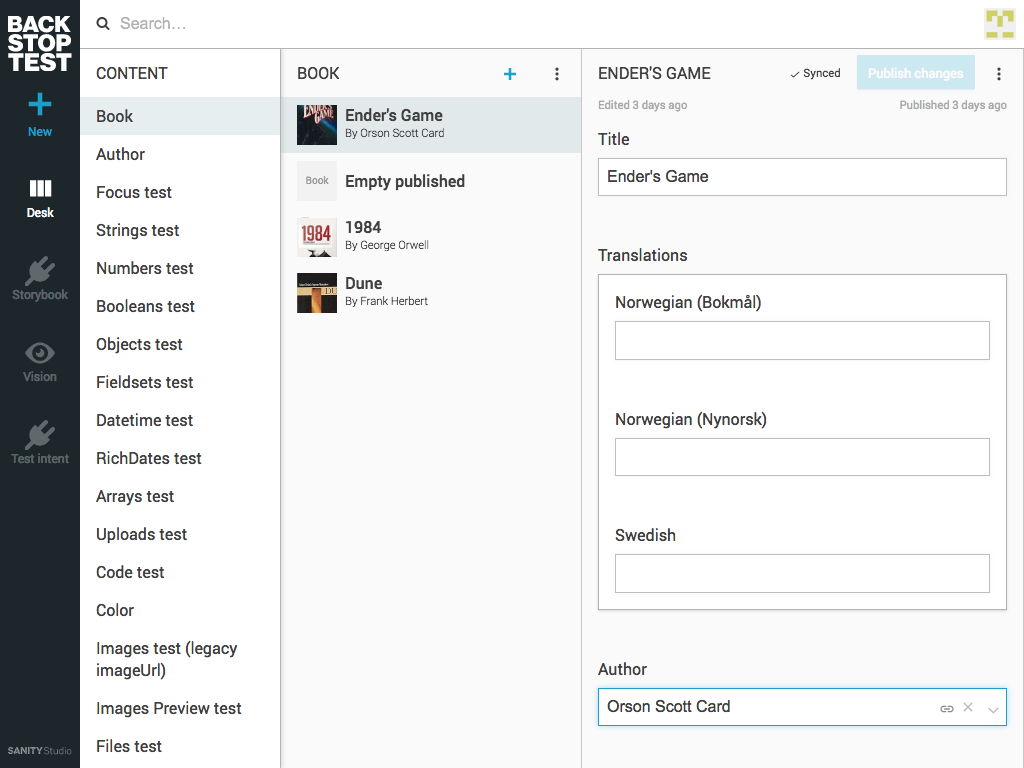 BACK
STOP
TEST
Search...
New
Desk
Storybook
Vision
Test intent
SANITY Studio
CONTENT
Book
Author
Focus test
Strings test
Numbers test
Booleans test
Objects test
Fieldsets test
Datetime test
RichDates test
Arrays test
Uploads test
Code test
Color
Images test (legacy
imageUrl)
Images Preview test
Files test
BOOK
Ender's Game
By Orson Scott Card
Book
Empty published
1984
1984
By George Orwell
Dune
By Frank Herbert
ENDER'S GAME
Synced
Publish changes
Edited 3 days ago
Published 3 days ago
Title
Ender's Game
Translations
Norwegian (Bokmål)
Norwegian (Nynorsk)
Swedish
Author
Orson Scott Card